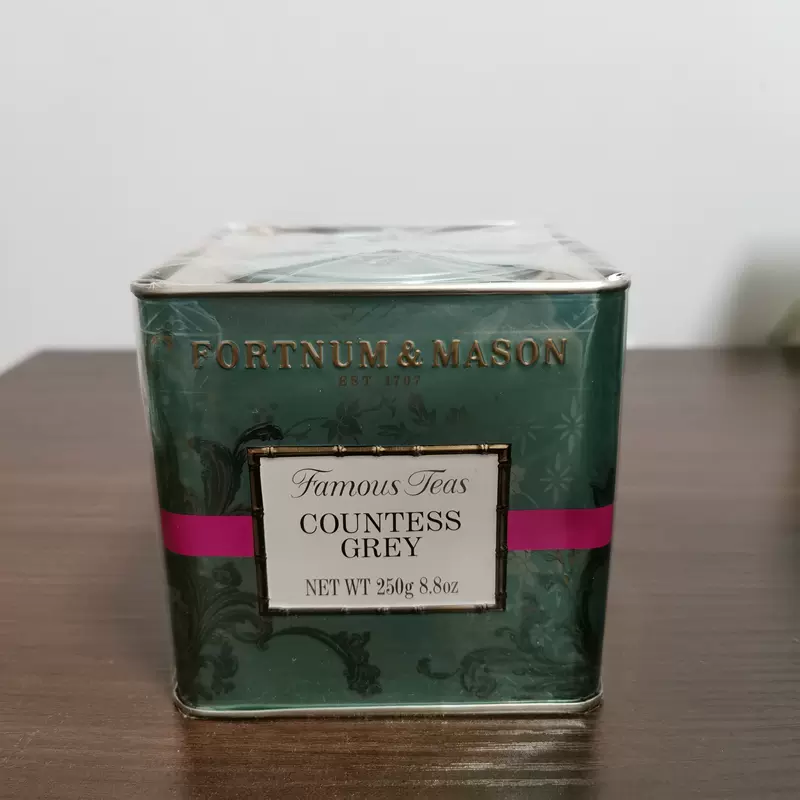 FORTNUM & MASON
EST 1707
Famous Teas
COUNTESS
GREY
NET WT 250g 8.8oz